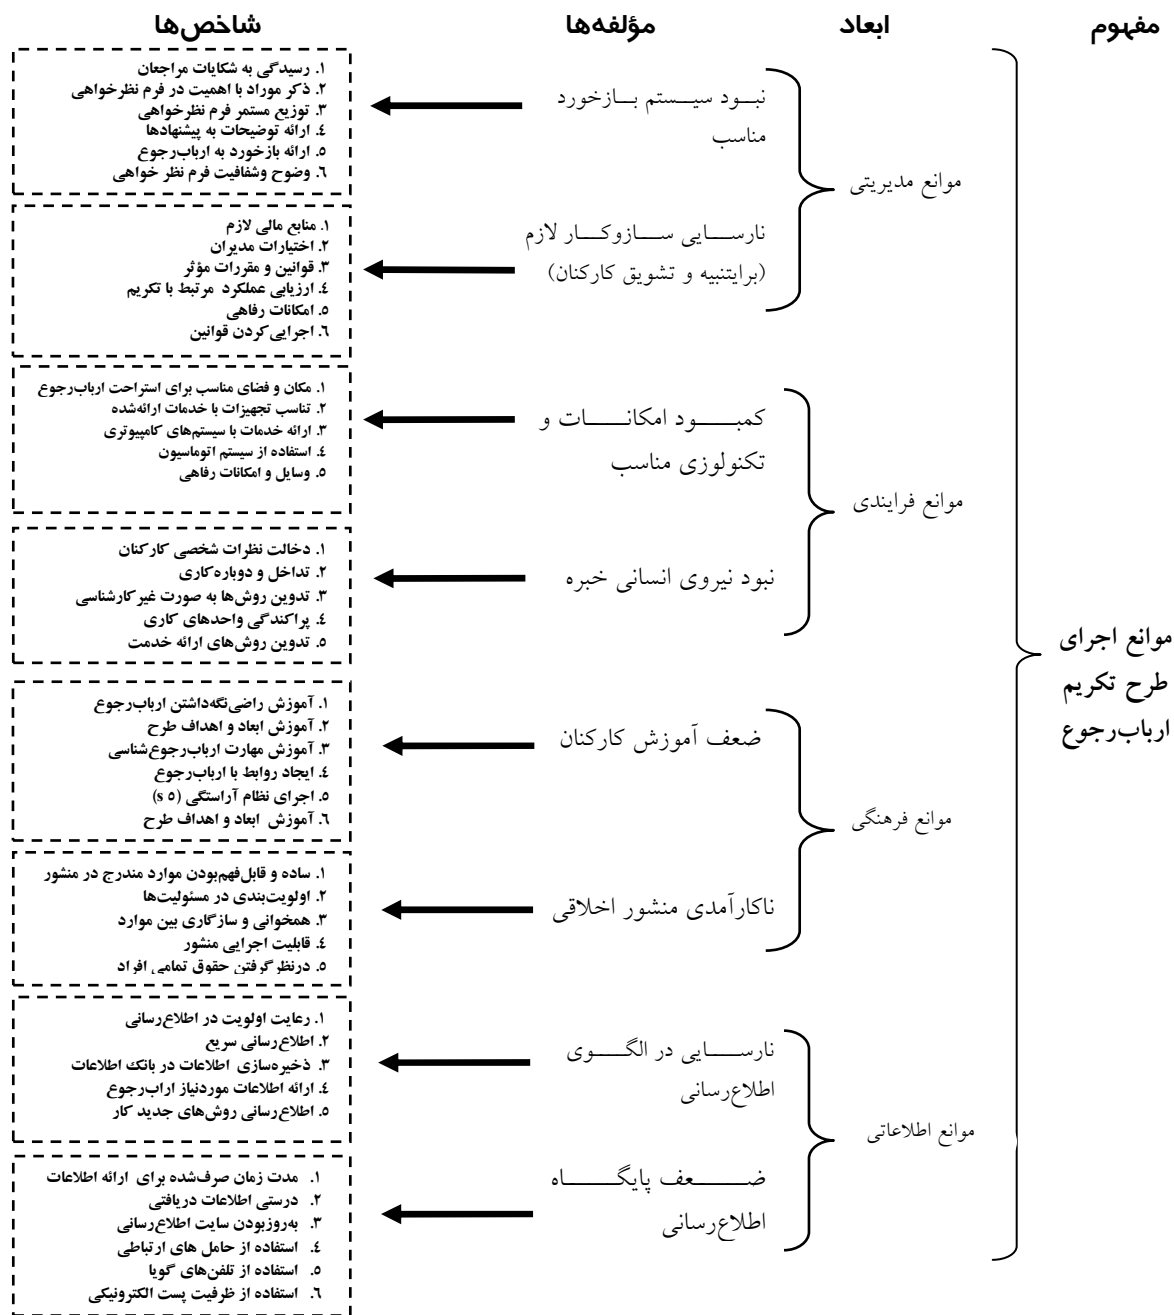 مفهوم
ابعاد
مؤلفه‌ها
شاخص‌ها
موانع اجرای
طرح تکریم
ارباب‌رجوع
موانع مدیریتی
نبود سیستم بازخورد
مناسب
۱. رسیدگی به شکایات مراجعان
۲. ذکر موراد با اهمیت در فرم نظرخواهی
۳. توزیع مستمر فرم نظرخواهی
٤. ارائه توضیحات به پیشنهادها
۵. ارائه بازخورد به ارباب‌رجوع
٦. وضوح وشفافیت فرم نظر خواهی
نارسایی سازوکار لازم
(برایتنبیه و تشویق کارکنان)
۱. منابع مالی لازم
۲. اختیارات مدیران
۳. قوانین و مقررات مؤثر
٤. ارزیابی عملکرد مرتبط با تکریم
۵. امکانات رفاهی
٦. اجرایی‌کردن قوانین
موانع فرایندی
کمبود امکانات و
تکنولوزی مناسب
۱. مکان و فضای مناسب برای استراحت ارباب‌رجوع
۲. تناسب تجهیزات با خدمات ارائه‌شده
۳. ارائه خدمات با سیستم‌های کامپیوتری
٤. استفاده از سیستم اتوماسیون
۵. وسایل و امکانات رفاهی
نبود نیروی انسانی خبره
۱. دخالت نظرات شخصی کارکنان
۲. تداخل و دوباره‌کاری
۳. تدوین روش‌ها به صورت غیرکارشناسی
٤. پراکندگی واحدهای کاری
۵. تدوین روش‌های ارائه خدمت
موانع فرهنگی
ضعف آموزش کارکنان
۱. آموزش راضی‌نگه‌داشتن ارباب‌رجوع
۲. آموزش ابعاد و اهداف طرح
۳. آموزش مهارت ارباب‌رجوع‌شناسی
٤. ایجاد روابط با ارباب‌رجوع
۵. اجرای نظام آراستگی (۵ s)
٦. آموزش ابعاد و اهداف طرح
ناکارآمدی منشور اخلاقی
۱. ساده و قابل‌فهم‌بودن موارد مندرج در منشور
۲. اولویت‌بندی در مسئولیت‌ها
۳. همخوانی و سازگاری بین موارد
٤. قابلیت اجرایی منشور
۵. درنظرگرفتن حقوق تمامی افراد
موانع اطلاعاتی
نارسایی در الگوی
اطلاع‌رسانی
۱. رعایت اولویت در اطلاع‌رسانی
۲. اطلاع‌رسانی سریع
۳. ذخیره‌سازی اطلاعات در بانک اطلاعات
٤. ارائه اطلاعات موردنیاز اراب‌رجوع
۵. اطلاع‌رسانی روش‌های جدید کار
ضعف پایگاه
اطلاع‌رسانی
۱. مدت زمان صرف‌شده برای ارائه اطلاعات
۲. درستی اطلاعات دریافتی
۳. به‌روزبودن سایت اطلاع‌رسانی
٤. استفاده از حامل های ارتباطی
۵. استفاده از تلفن‌های گویا
٦. استفاده از ظرفیت پست الکترونیکی